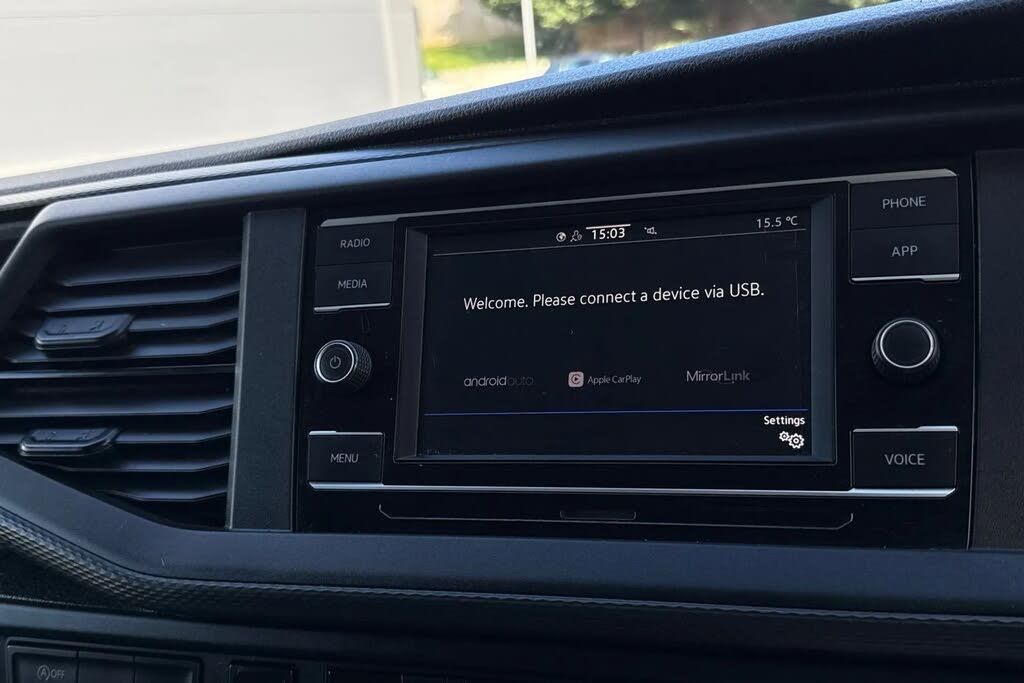 RADIO
MEDIA
MENU
15:03
15.5 °C
Welcome. Please connect a device via USB.
androidauto
Apple CarPlay
MirrorLink
Settings
PHONE
APP
VOICE
A OFF